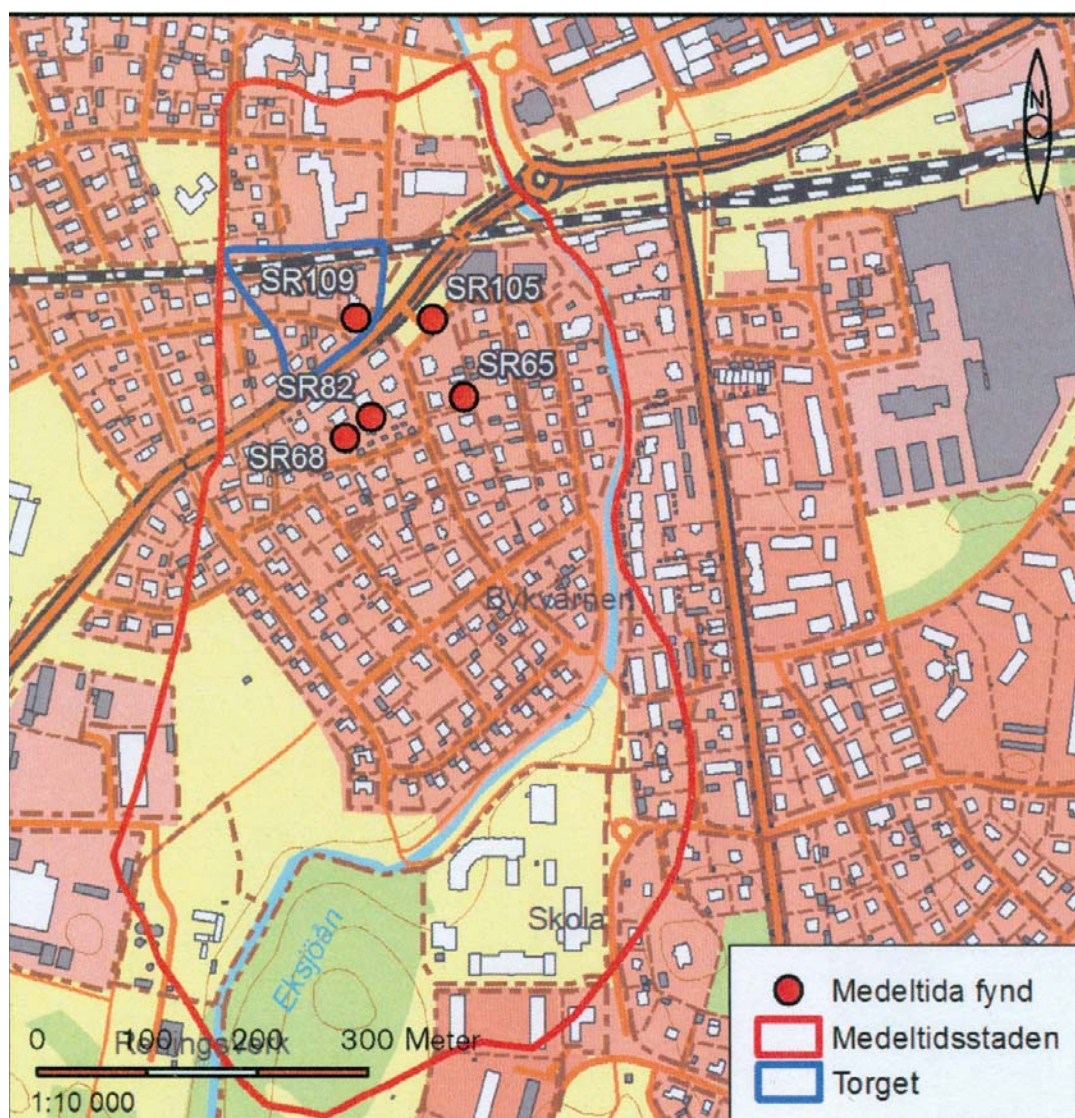 N
SR109
SR105
SR65
SR82
SR68
Bykvarnen
Skola
Eksjöån
Reningsverk
0 100 200 300 Meter
1:10 000
Medeltida fynd
Medeltidsstaden
Torget